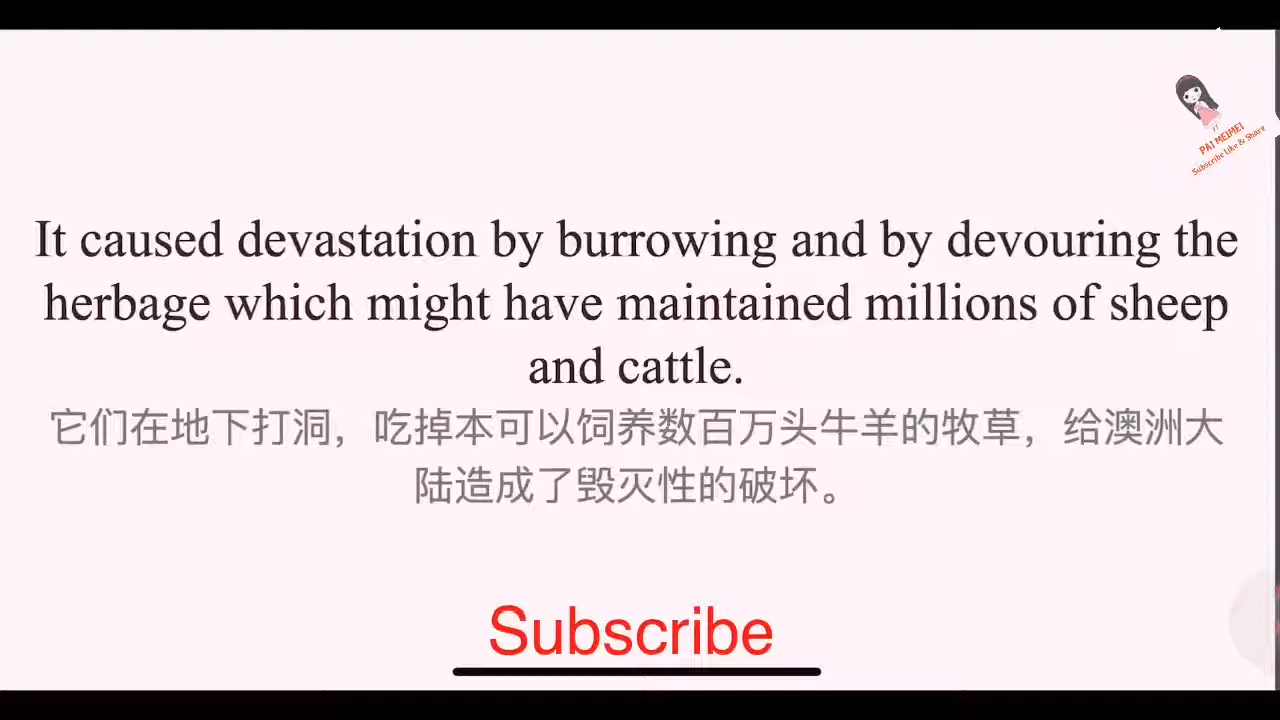 PAI MEIMEI
Subscribe Like & Share
It caused devastation by burrowing and by devouring the
herbage which might have maintained millions of sheep
and cattle.
它们在地下打洞，吃掉本可以饲养数百万头牛羊的牧草，给澳洲大
陆造成了毁灭性的破坏。
Subscribe